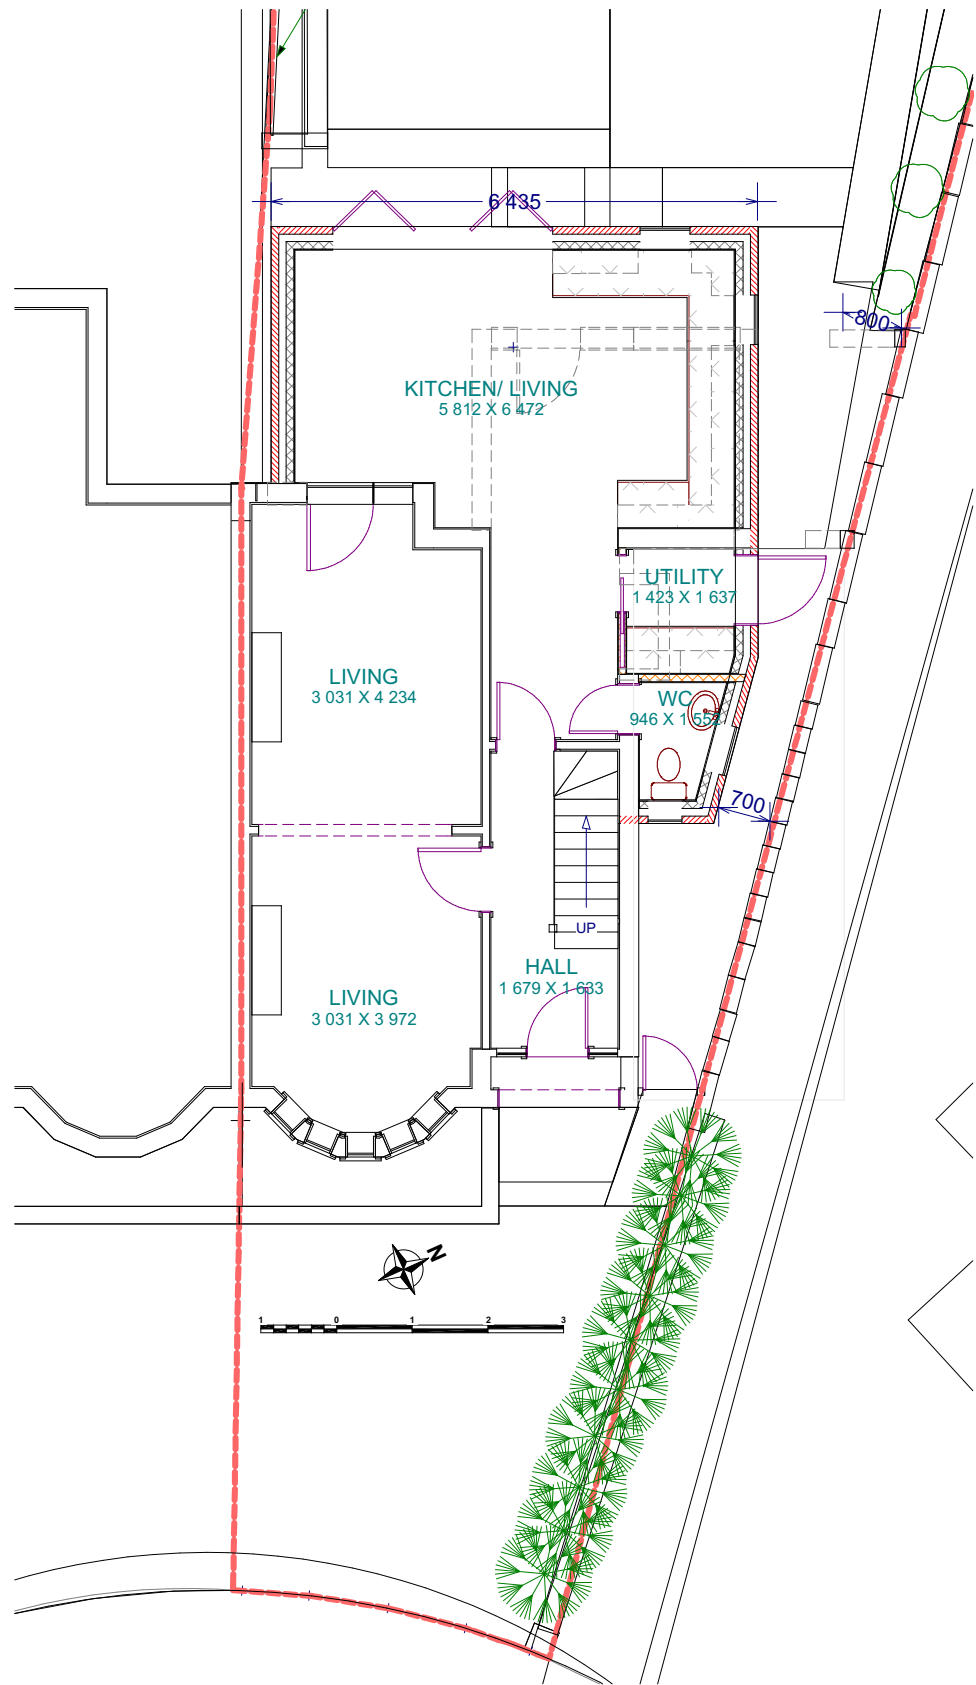 6 435
800
KITCHEN/ LIVING
5 812 X 6 472
UTILITY
1 423 X 1 637
LIVING
3 031 X 4 234
WC
946 X 1 552
700
UP
HALL
1 679 X 1 633
LIVING
3 031 X 3 972
N
1 0 1 2 3